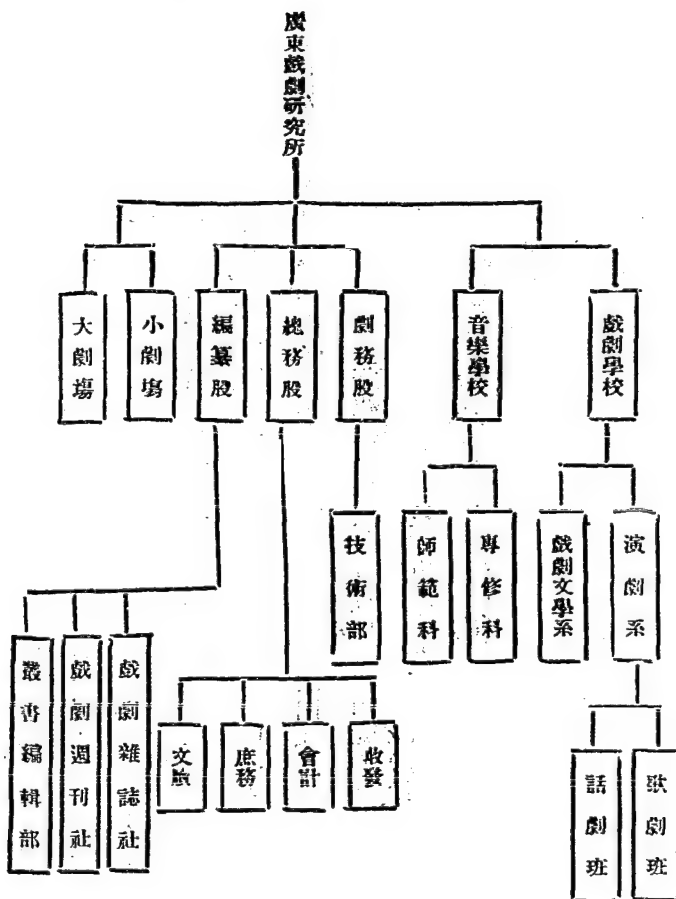 廣東戲劇研究所
戲劇學校
音樂學校
劇務股
總務股
編纂股
小劇場
大劇場
演劇系
戲劇文學系
專修科
師範科
技術部
歌劇班
話劇班
收發
會計
庶務
文牘
戲劇雜誌社
戲劇週刊社
叢書編輯部